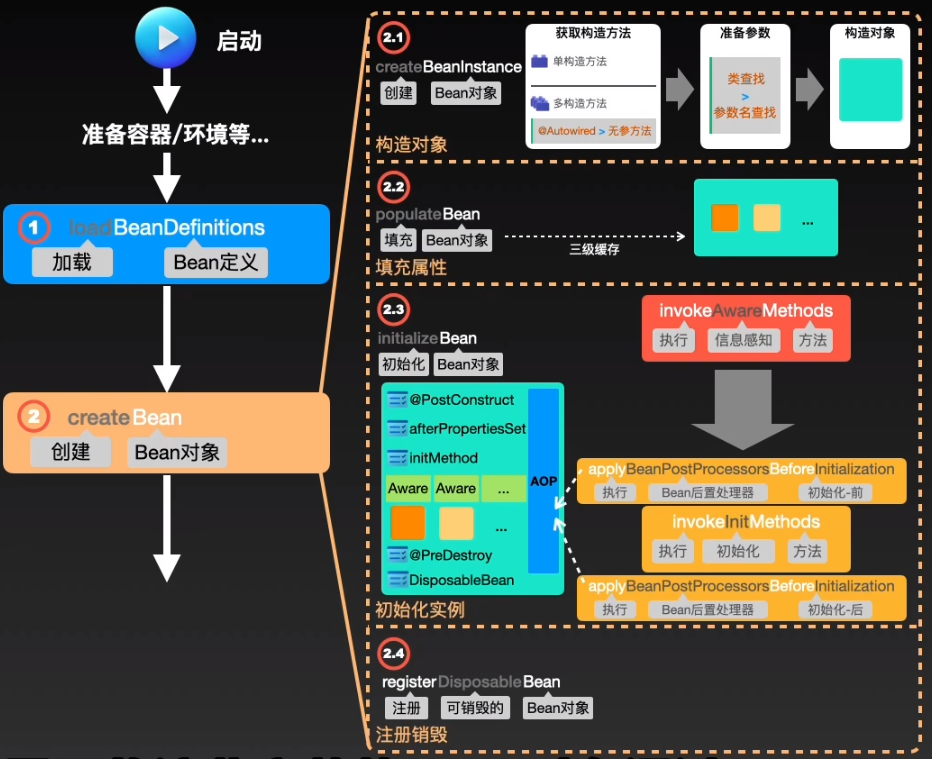 启动
准备容器/环境等...
1 loadBeanDefinitions
加载 Bean定义
2 createBean
创建 Bean对象
2.1
createBeanInstance
创建 Bean对象
构造对象
获取构造方法
单构造方法
多构造方法
@Autowired > 无参方法
准备参数
类查找
>
参数名查找
构造对象
2.2
populateBean
填充 Bean对象
填充属性
三级缓存
...
2.3
initializeBean
初始化 Bean对象
@PostConstruct
afterPropertiesSet
initMethod
Aware Aware ...
...
@PreDestroy
DisposableBean
AOP
初始化实例
invokeAwareMethods
执行 信息感知 方法
applyBeanPostProcessorsBeforeInitialization
执行 Bean后置处理器 初始化-前
invokeInitMethods
执行 初始化 方法
applyBeanPostProcessorsBeforeInitialization
执行 Bean后置处理器 初始化-后
2.4
registerDisposableBean
注册 可销毁的 Bean对象
注册销毁